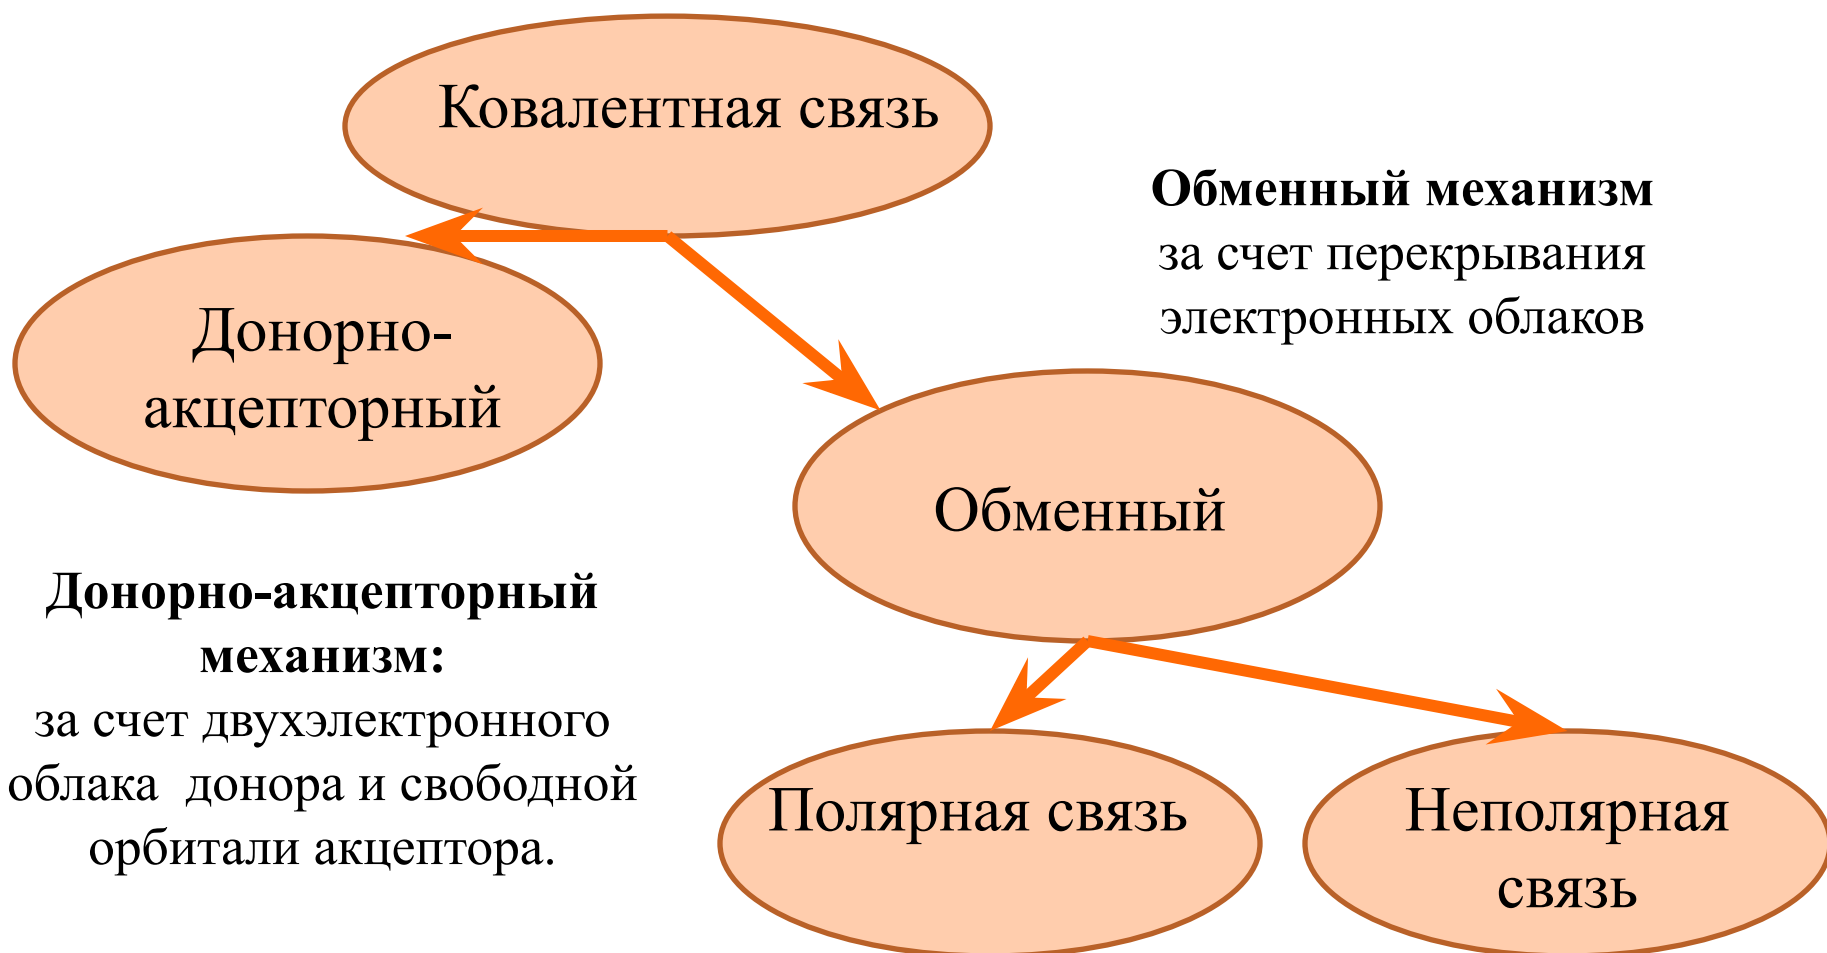 Ковалентная связь
Обменный механизм
за счет перекрывания
электронных облаков
Донорно-
акцепторный
Обменный
Донорно-акцепторный
механизм:
за счет двухэлектронного
облака  донора и свободной
орбитали акцептора.
Полярная связь
Неполярная
связь